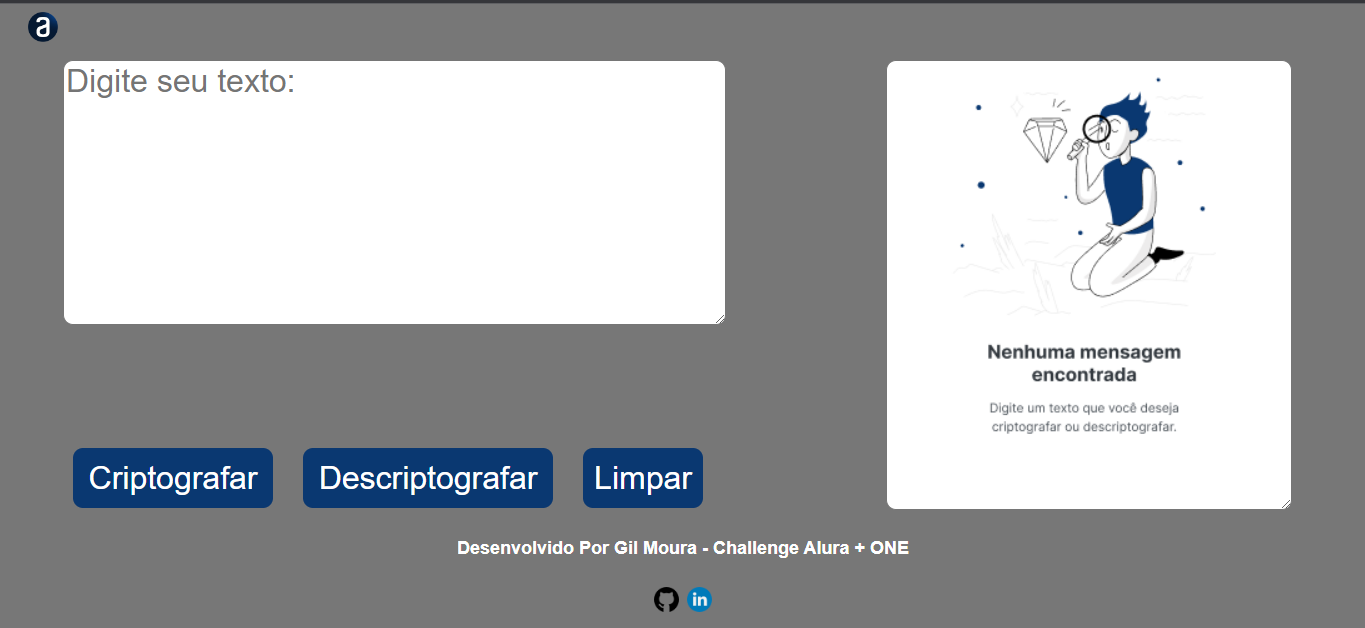 a
Digite seu texto:
Nenhuma mensagem
encontrada
Digite um texto que você deseja
criptografar ou descriptografar.
Criptografar
Descriptografar
Limpar
Desenvolvido Por Gil Moura - Challenge Alura + ONE
in